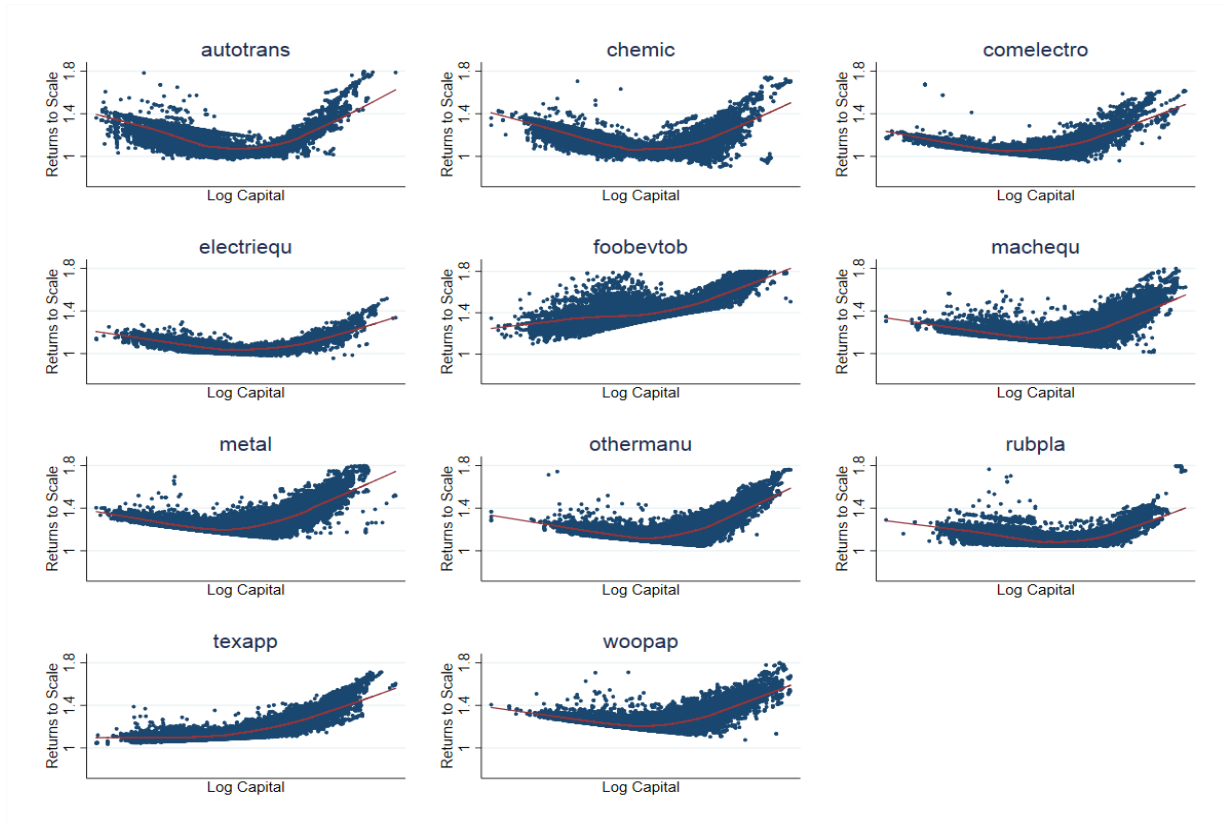 autotrans
1.8
1.4
1
Returns to Scale
Log Capital
chemic
1.8
1.4
1
Returns to Scale
Log Capital
comelectro
1.8
1.4
1
Returns to Scale
Log Capital
electriequ
1.8
1.4
1
Returns to Scale
Log Capital
foobevtob
1.8
1.4
1
Returns to Scale
Log Capital
machequ
1.8
1.4
1
Returns to Scale
Log Capital
metal
1.8
1.4
1
Returns to Scale
Log Capital
othermanu
1.8
1.4
1
Returns to Scale
Log Capital
rubpla
1.8
1.4
1
Returns to Scale
Log Capital
texapp
1.8
1.4
1
Returns to Scale
Log Capital
woopap
1.8
1.4
1
Returns to Scale
Log Capital